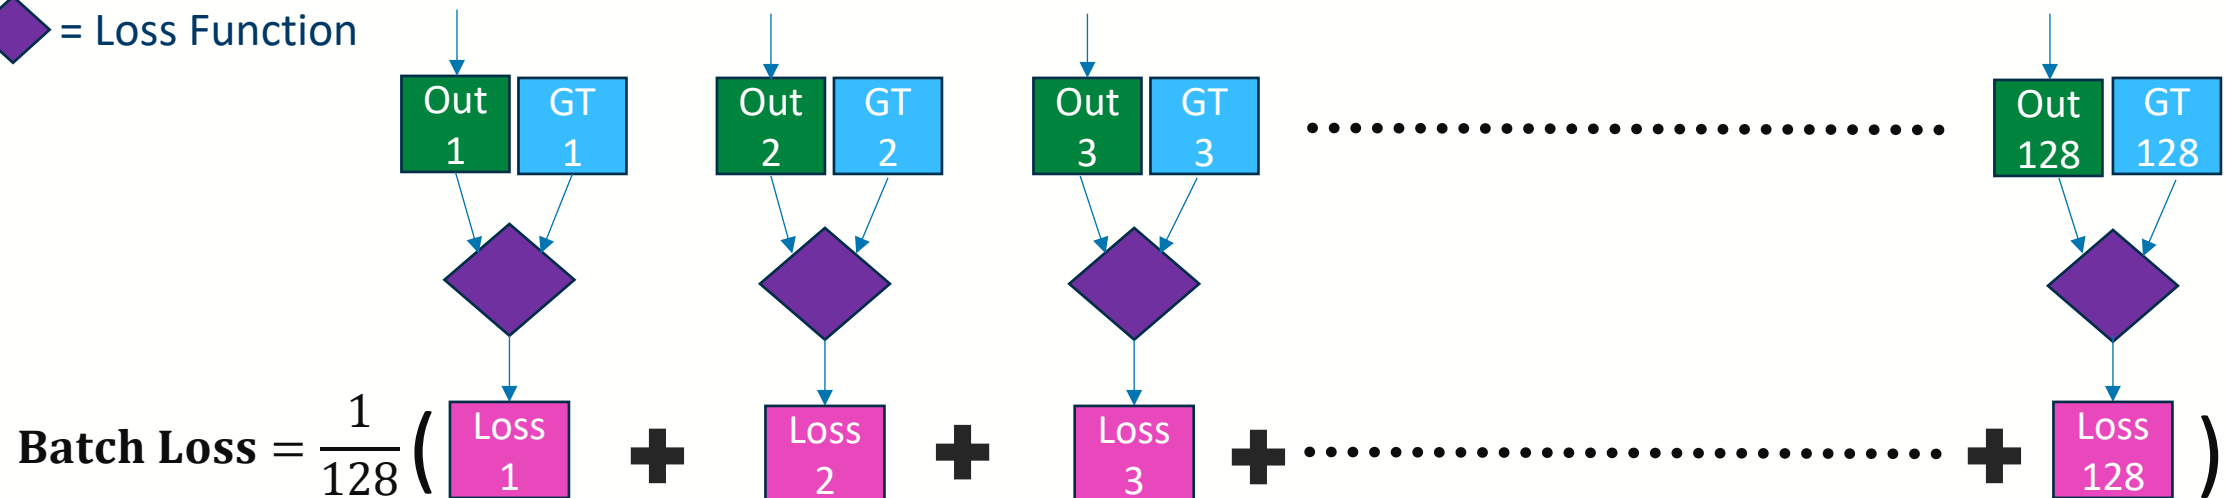 = Loss Function
Out 1 GT 1 Out 2 GT 2 Out 3 GT 3 Out 128 GT 128
Batch Loss = 1/128 ( Loss 1 + Loss 2 + Loss 3 + + Loss 128 )